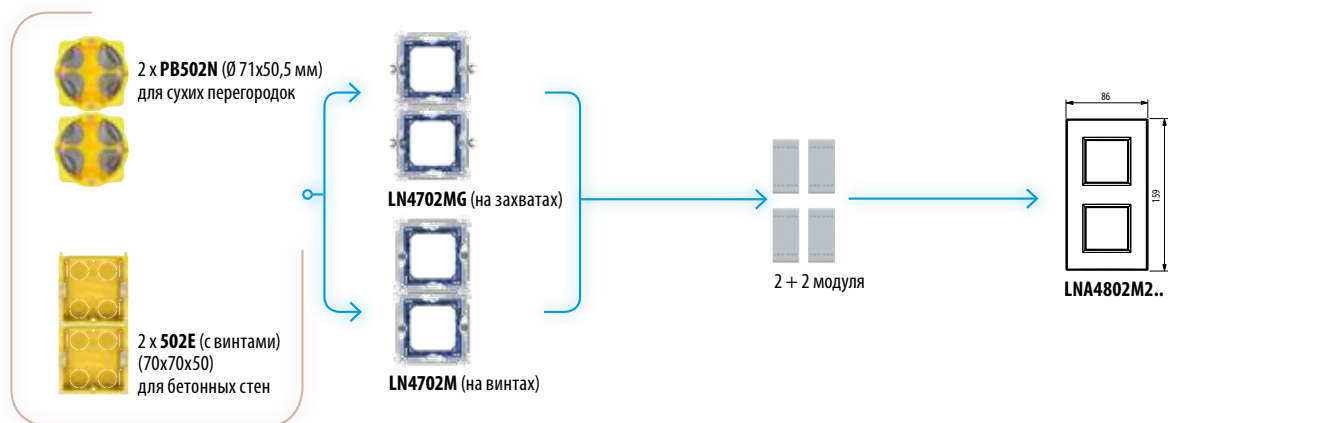 2 x PB502N (Ø 71x50,5 мм)
для сухих перегородок
2 x 502E (с винтами)
(70x70x50)
для бетонных стен
LN4702MG (на захватах)
LN4702M (на винтах)
2 + 2 модуля
86
159
LNA4802M2..